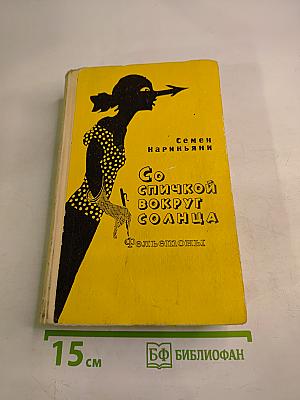 Семен
Нариньяни
Со
спичкой
вокруг
солнца
Фельетоны
15 см
БФ БИБЛИОФАН